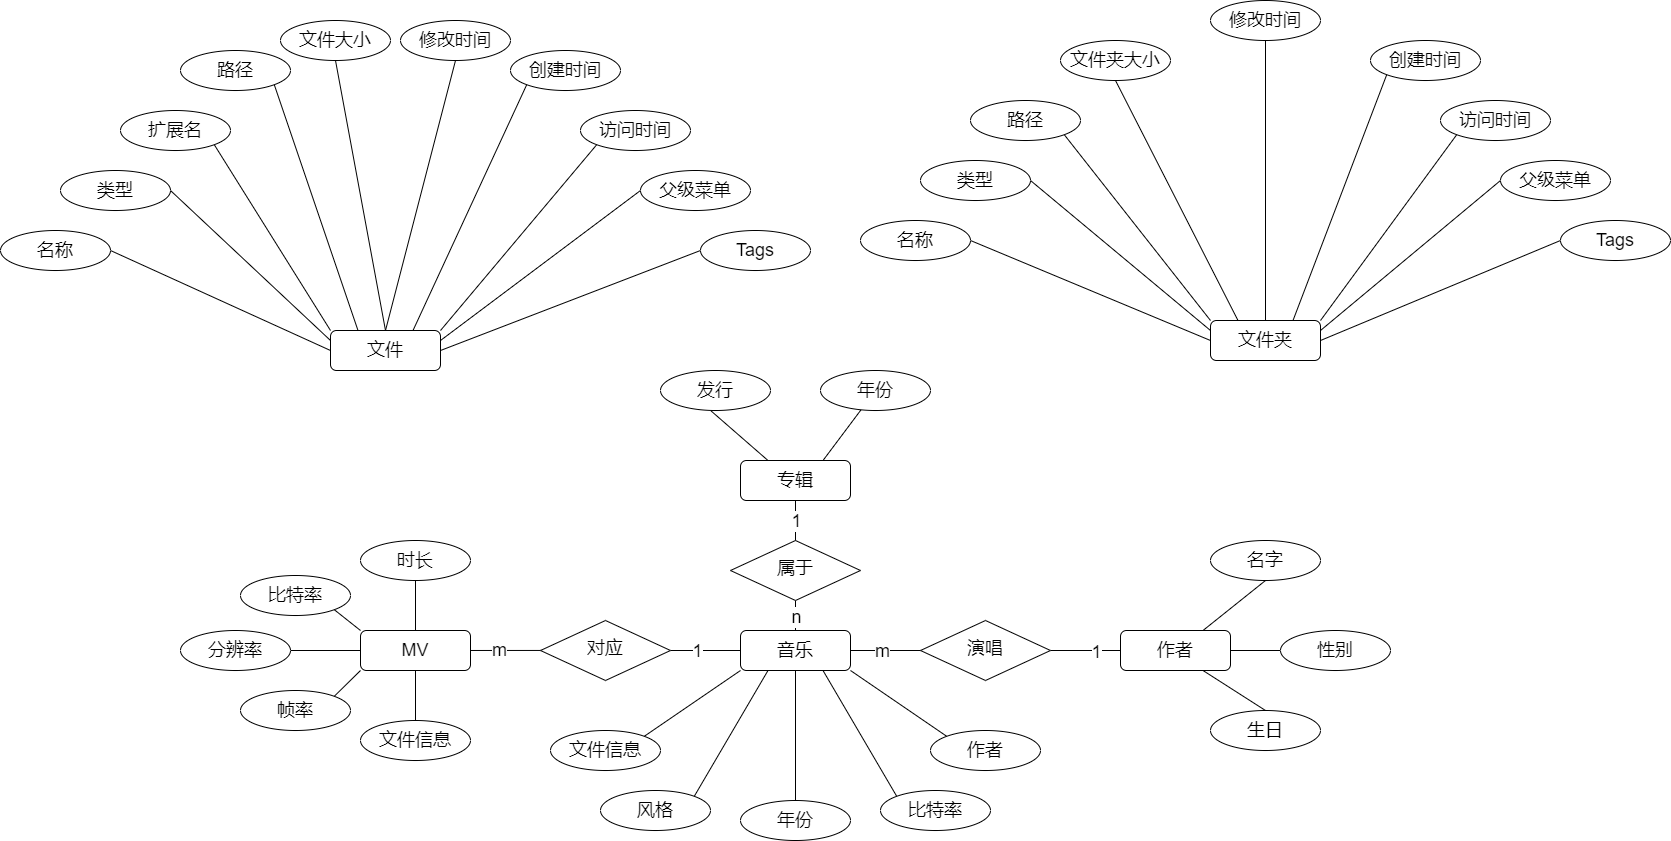 文件大小
修改时间
路径
创建时间
扩展名
访问时间
类型
父级菜单
名称
Tags
文件
修改时间
文件夹大小
创建时间
路径
访问时间
类型
父级菜单
名称
Tags
文件夹
发行
年份
专辑
1
属于
n
时长
比特率
分辨率
MV
帧率
文件信息
m
对应
1
音乐
m
演唱
1
作者
名字
性别
生日
文件信息
风格
年份
比特率
作者